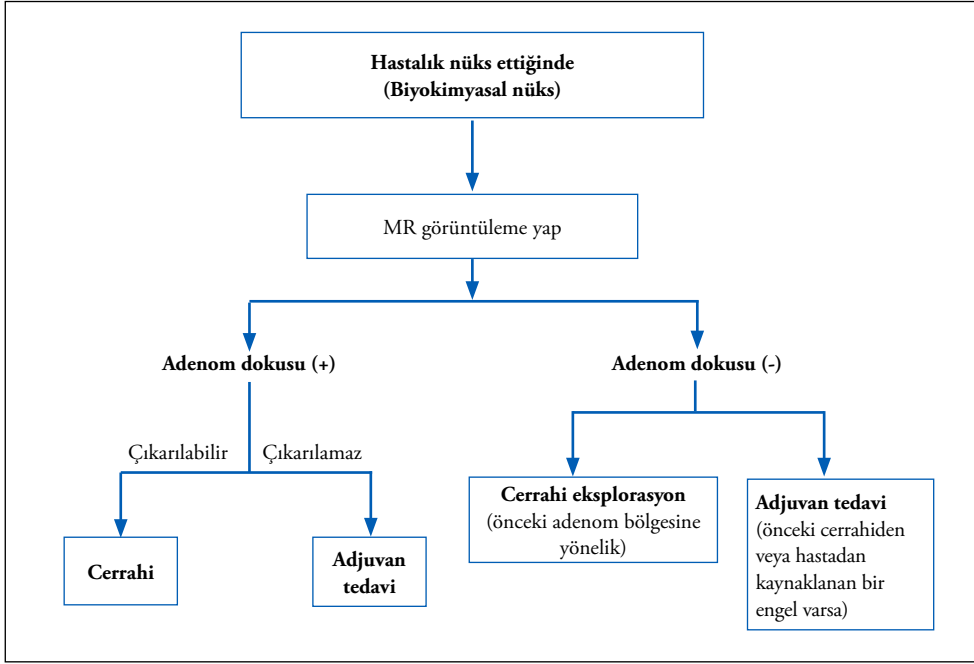 Hastalık nüks ettiğinde
(Biyokimyasal nüks)
MR görüntüleme yap
Adenom dokusu (+)
Adenom dokusu (-)
Çıkarılabilir
Çıkarılamaz
Cerrahi
Adjuvan
tedavi
Cerrahi eksplorasyon
(önceki adenom bölgesine
yönelik)
Adjuvan tedavi
(önceki cerrahiden
veya hastadan
kaynaklanan bir
engel varsa)